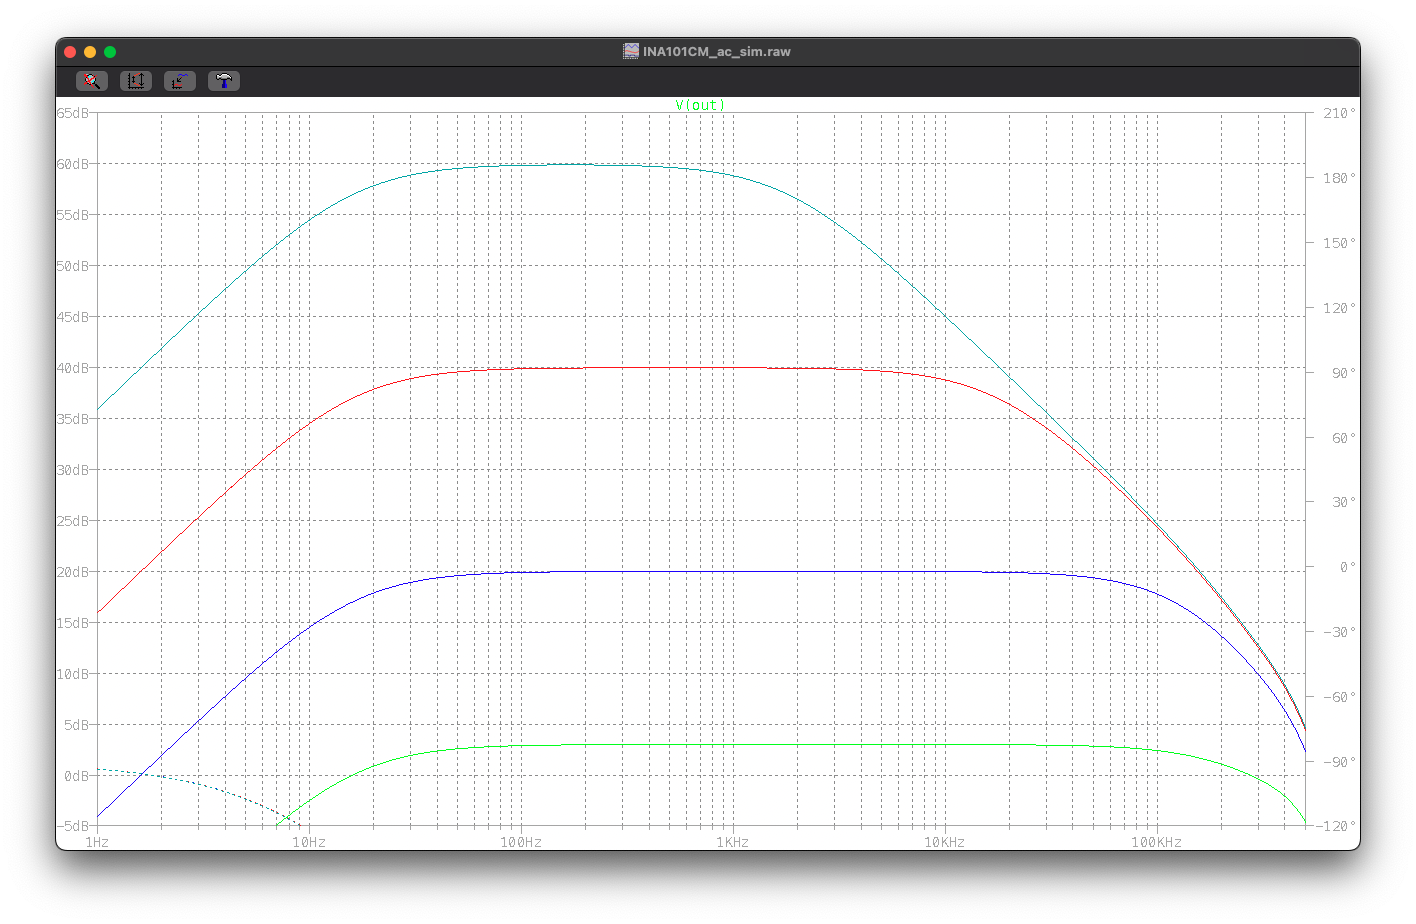 INA101CM_ac_sim.raw
V(out)
65dB 210°
60dB 180°
55dB 150°
50dB 120°
45dB 90°
40dB 60°
35dB 30°
30dB 0°
25dB -30°
20dB -60°
15dB -90°
10dB -120°
5dB
0dB
-5dB
1Hz 10Hz 100Hz 1KHz 10KHz 100KHz